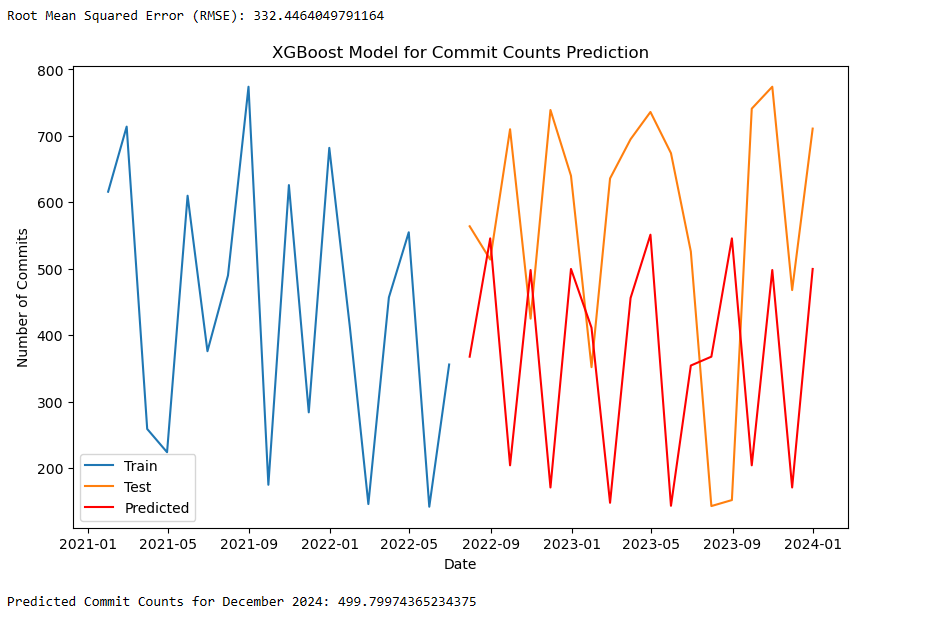 Root Mean Squared Error (RMSE): 332.4464049791164
XGBoost Model for Commit Counts Prediction
800
700
600
500
400
300
200
Number of Commits
Train
Test
Predicted
2021-01 2021-05 2021-09 2022-01 2022-05 2022-09 2023-01 2023-05 2023-09 2024-01
Date
Predicted Commit Counts for December 2024: 499.79974365234375